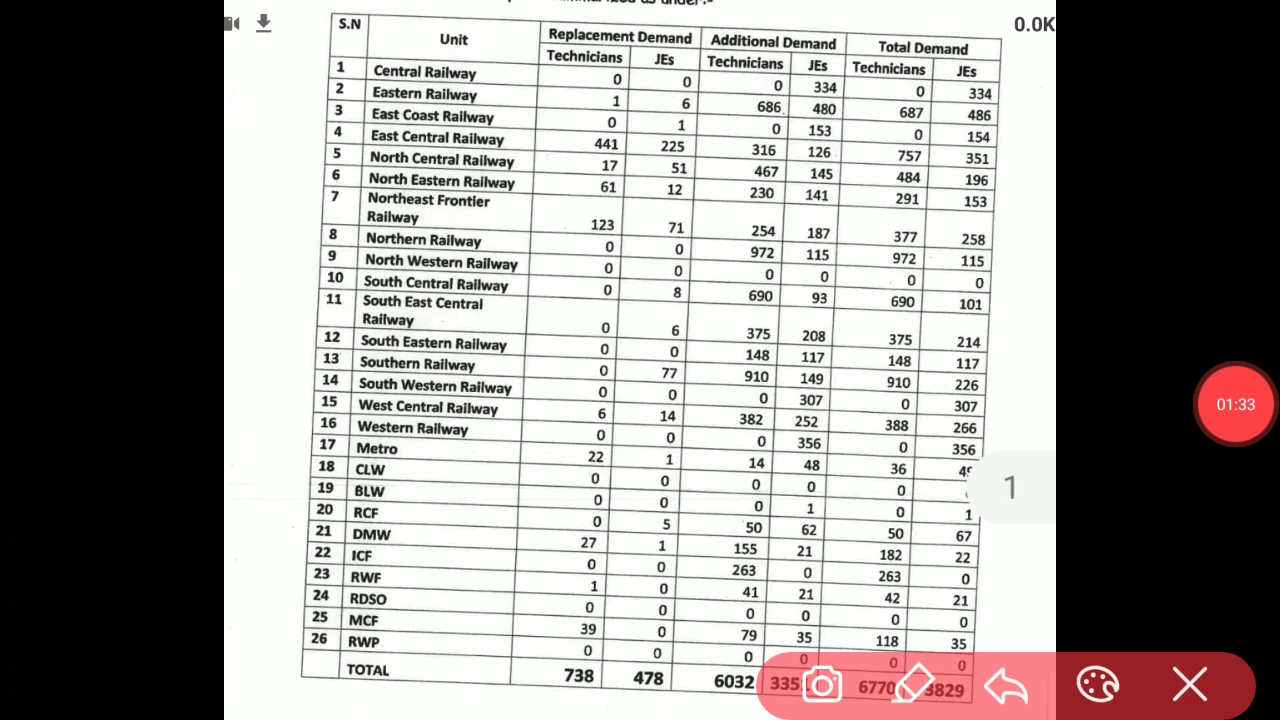 as under:-
0.0K
S.N Unit Replacement Demand Additional Demand Total Demand
Technicians JEs Technicians JEs Technicians JEs
1 Central Railway 0 0 0 334 0 334
2 Eastern Railway 1 6 686 480 687 486
3 East Coast Railway 0 1 0 153 0 154
4 East Central Railway 441 225 316 126 757 351
5 North Central Railway 17 51 467 145 484 196
6 North Eastern Railway 61 12 230 141 291 153
7 Northeast Frontier
Railway 123 71 254 187 377 258
8 Northern Railway 0 0 972 115 972 115
9 North Western Railway 0 0 0 0 0 0
10 South Central Railway 0 8 690 93 690 101
11 South East Central
Railway 0 6 375 208 375 214
12 South Eastern Railway 0 0 148 117 148 117
13 Southern Railway 0 77 910 149 910 226
14 South Western Railway 0 0 0 307 0 307
15 West Central Railway 6 14 382 252 388 266
16 Western Railway 0 0 0 356 0 356
17 Metro 22 1 14 48 36
18 CLW 0 0 0 0 0
19 BLW 0 0 0 1 0 1
20 RCF 0 5 50 62 50 67
21 DMW 27 1 155 21 182 22
22 ICF 0 0 263 0 263 0
23 RWF 1 0 41 21 42 21
24 RDSO 0 0 0 0 0 0
25 MCF 39 0 79 35 118 35
26 RWP 0 0 0 0 0 0
TOTAL 738 478 6032 6770 3829
1
01:33